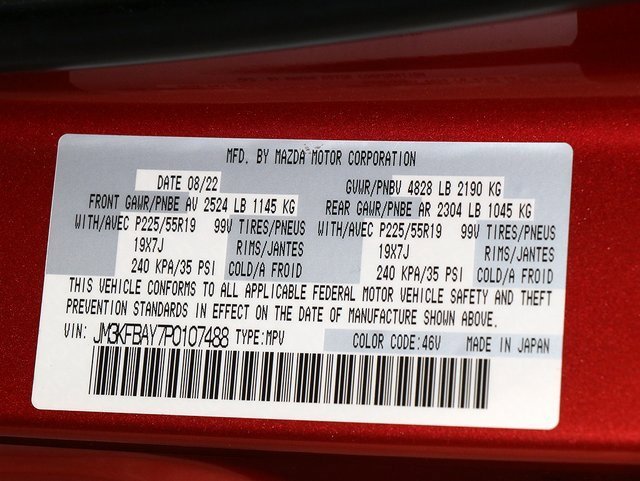 MFD. BY MAZDA MOTOR CORPORATION
DATE 08/22 GVWR/PNBV 4828 LB 2190 KG
FRONT GAWR/PNBE AV 2524 LB 1145 KG REAR GAWR/PNBE AR 2304 LB 1045 KG
WITH/AVEC P225/55R19 99V TIRES/PNEUS WITH/AVEC P225/55R19 99V TIRES/PNEUS
19X7J RIMS/JANTES 19X7J RIMS/JANTES
240 KPA/35 PSI COLD/A FROID 240 KPA/35 PSI COLD/A FROID
THIS VEHICLE CONFORMS TO ALL APPLICABLE FEDERAL MOTOR VEHICLE SAFETY AND THEFT
PREVENTION STANDARDS IN EFFECT ON THE DATE OF MANUFACTURE SHOWN ABOVE.
VIN: JM3KFBAY7P0107488 TYPE:MPV COLOR CODE:46V MADE IN JAPAN